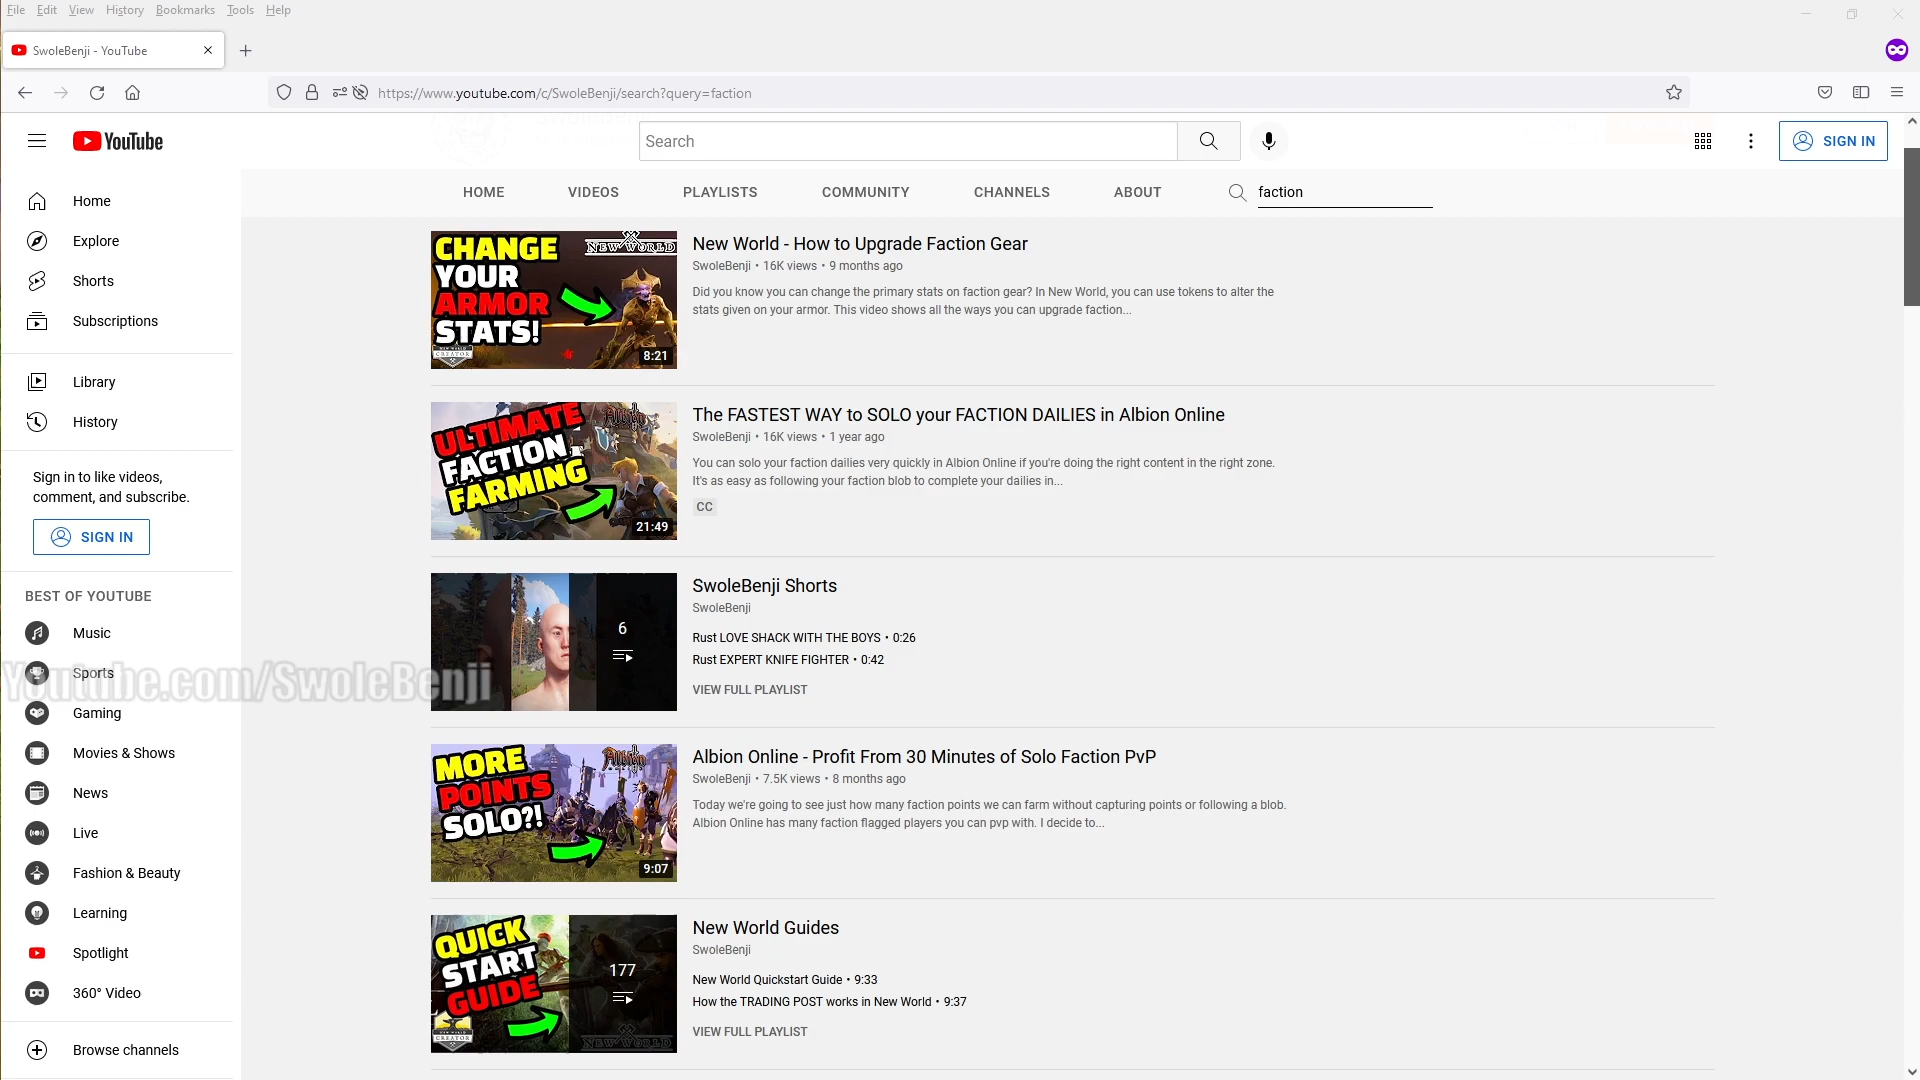 File Edit View History Bookmarks Tools Help
SwoleBenji - YouTube
https://www.youtube.com/c/SwoleBenji/search?query=faction
YouTube
Search
SIGN IN
HOME VIDEOS PLAYLISTS COMMUNITY CHANNELS ABOUT faction
Home
Explore
Shorts
Subscriptions
Library
History
Sign in to like videos,
comment, and subscribe.
SIGN IN
BEST OF YOUTUBE
Music
Sports
Gaming
Movies & Shows
News
Live
Fashion & Beauty
Learning
Spotlight
360° Video
Browse channels
Youtube.com/SwoleBenji
CHANGE
YOUR
ARMOR
STATS!
NEW WORLD
NEW WORLD
CREATOR
8:21
New World - How to Upgrade Faction Gear
SwoleBenji • 16K views • 9 months ago
Did you know you can change the primary stats on faction gear? In New World, you can use tokens to alter the
stats given on your armor. This video shows all the ways you can upgrade faction...
ULTIMATE
FACTION
FARMING
Albion
21:49
The FASTEST WAY to SOLO your FACTION DAILIES in Albion Online
SwoleBenji • 16K views • 1 year ago
You can solo your faction dailies very quickly in Albion Online if you're doing the right content in the right zone.
It's as easy as following your faction blob to complete your dailies in...
CC
6
SwoleBenji Shorts
SwoleBenji
Rust LOVE SHACK WITH THE BOYS • 0:26
Rust EXPERT KNIFE FIGHTER • 0:42
VIEW FULL PLAYLIST
MORE
POINTS
SOLO?!
Albion
9:07
Albion Online - Profit From 30 Minutes of Solo Faction PvP
SwoleBenji • 7.5K views • 8 months ago
Today we're going to see just how many faction points we can farm without capturing points or following a blob.
Albion Online has many faction flagged players you can pvp with. I decide to...
QUICK
START
GUIDE
NEW WORLD
CREATOR
177
NEW WORLD
New World Guides
SwoleBenji
New World Quickstart Guide • 9:33
How the TRADING POST works in New World • 9:37
VIEW FULL PLAYLIST